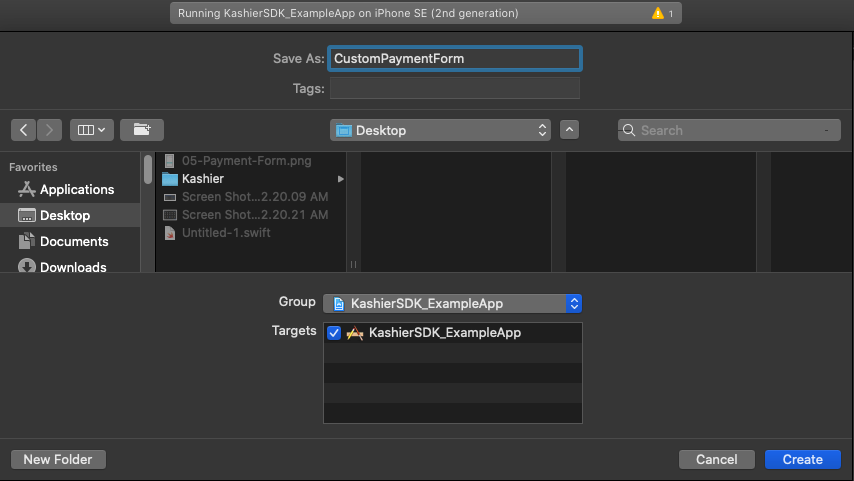 Running KashierSDK_ExampleApp on iPhone SE (2nd generation)
1
Save As: CustomPaymentForm
Tags:
Desktop
Search
Favorites
Applications
Desktop
Documents
Downloads
05-Payment-Form.png
Kashier
Screen Shot...2.20.09 AM
Screen Shot...2.20.21 AM
Untitled-1.swift
Group KashierSDK_ExampleApp
Targets KashierSDK_ExampleApp
New Folder Cancel Create